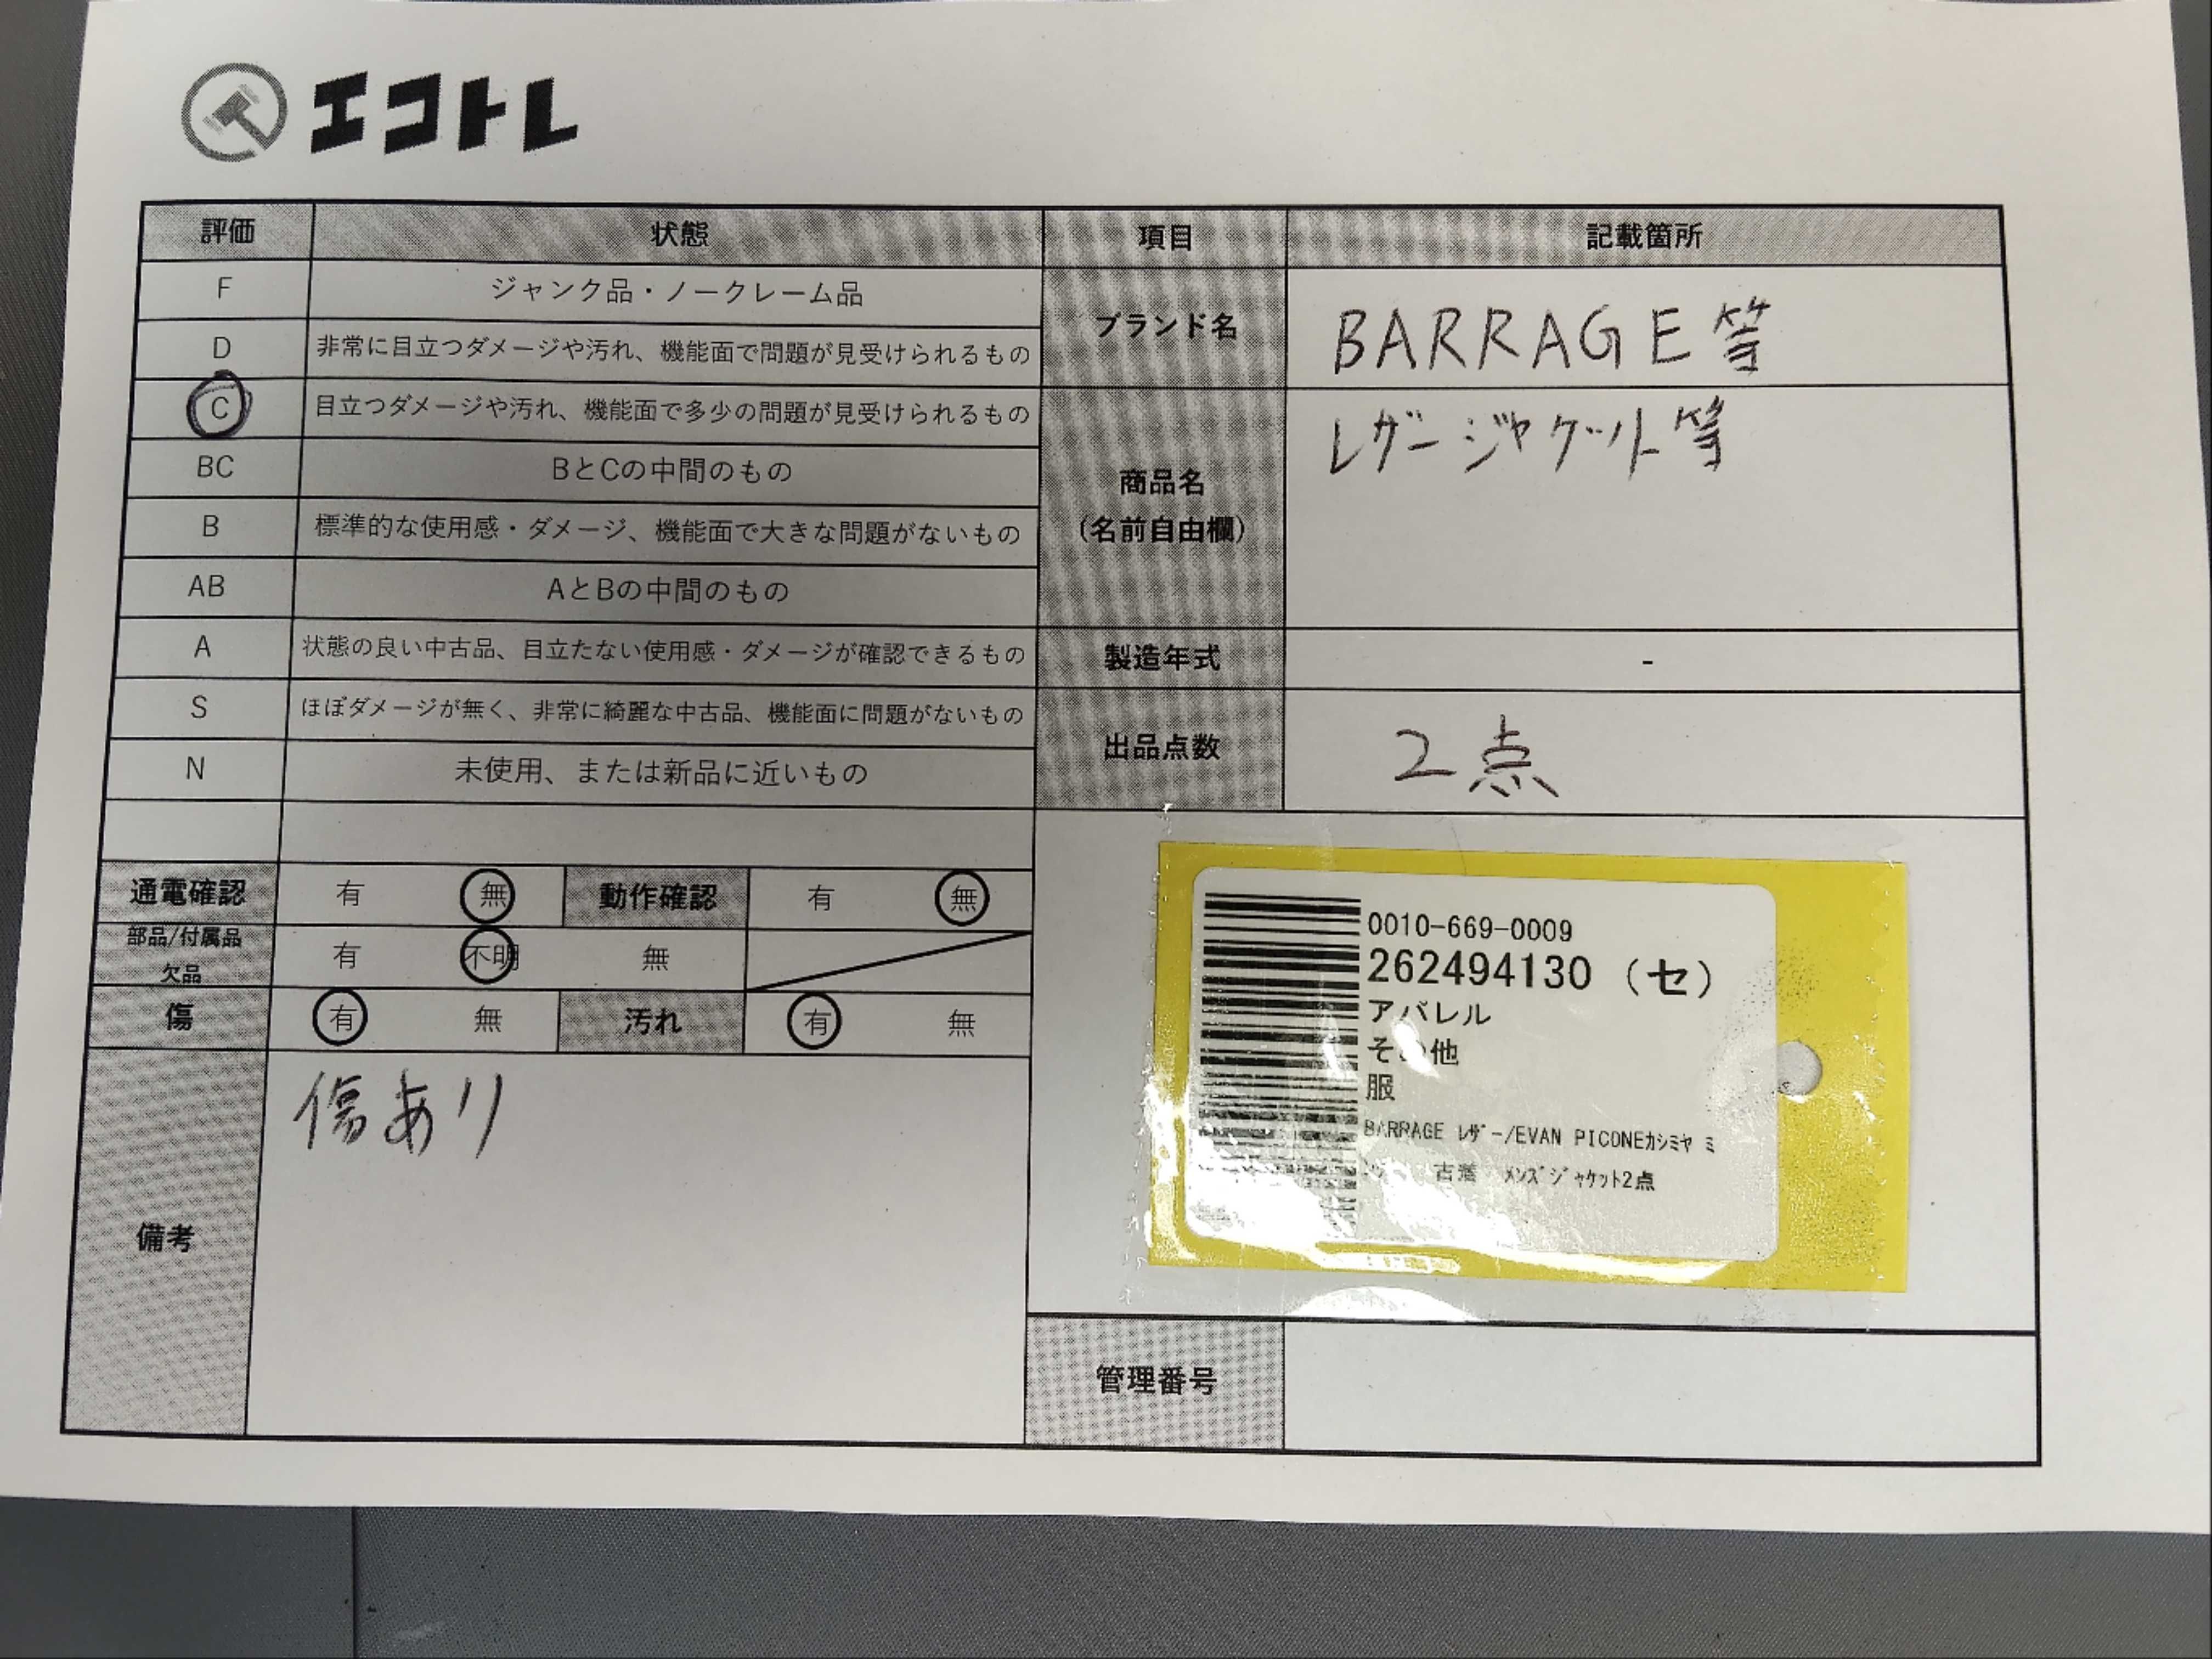 エコトレ
評価 状態 項目 記載箇所
F ジャンク品・ノークレーム品
D 非常に目立つダメージや汚れ、機能面で問題が見受けられるもの
ブランド名 BARRAGE等
C 目立つダメージや汚れ、機能面で多少の問題が見受けられるもの
BC BとCの中間のもの
B 標準的な使用感・ダメージ、機能面で大きな問題がないもの
AB AとBの中間のもの
商品名
(名前自由欄)
レザージャケット等
A 状態の良い中古品、目立たない使用感・ダメージが確認できるもの
製造年式 -
S ほぼダメージが無く、非常に綺麗な中古品、機能面に問題がないもの
N 未使用、または新品に近いもの
出品点数 2点
通電確認 有 無 動作確認 有 無
部品/付属品
欠品
有 不明 無
傷 有 無 汚れ 有 無
備考 傷あり
0010-669-0009
262494130 (セ)
アパレル
その他
服
BARRAGE ﾚｻﾞｰ/EVAN PICONEｶｼﾐﾔ ﾐ
古着 ﾒﾝｽﾞｼﾞｬｹｯﾄ2点
管理番号